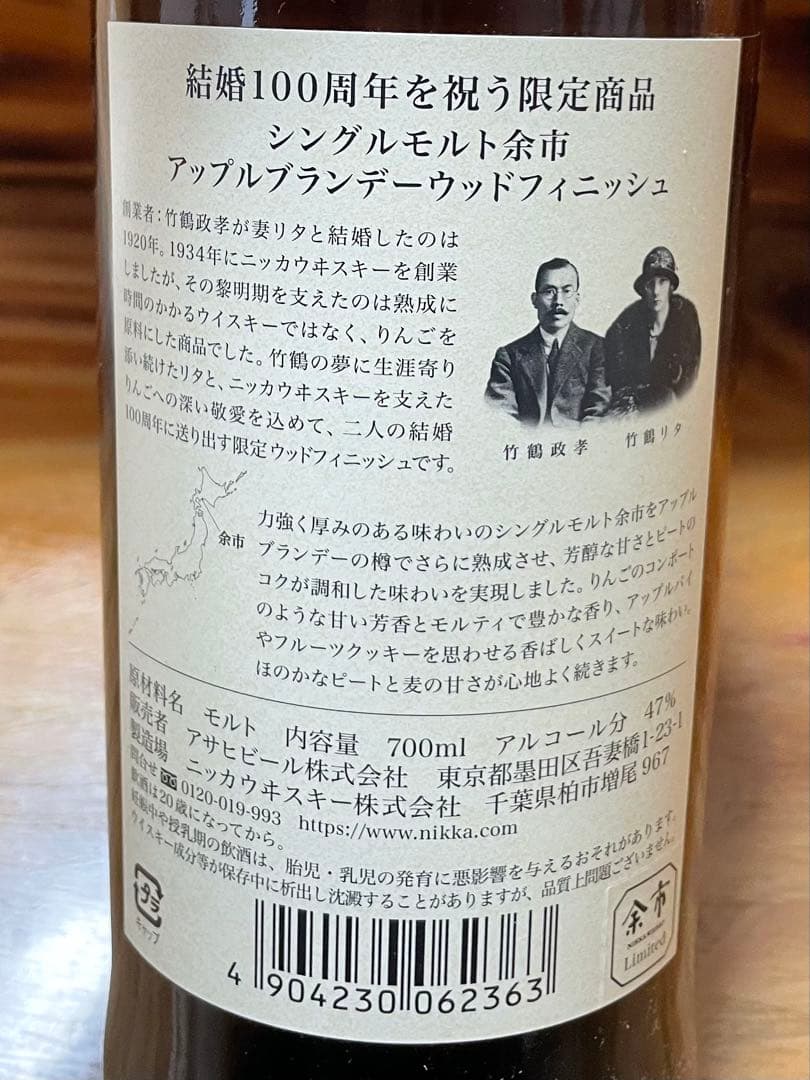 結婚100周年を祝う限定商品
シングルモルト余市
アップルブランデーウッドフィニッシュ
創業者:竹鶴政孝が妻リタと結婚したのは
1920年。1934年にニッカウヰスキーを創業
しましたが、その黎明期を支えたのは熟成に
時間のかかるウイスキーではなく、りんごを
原料にした商品でした。竹鶴の夢に生涯寄り
添い続けたリタと、ニッカウヰスキーを支えた
りんごへの深い敬愛を込めて、二人の結婚
100周年に送り出す限定ウッドフィニッシュです。
竹鶴政孝
竹鶴リタ
余市
力強く厚みのある味わいのシングルモルト余市をアップル
ブランデーの樽でさらに熟成させ、芳醇な甘さとピートの
コクが調和した味わいを実現しました。りんごのコンポート
のような甘い芳香とモルティで豊かな香り、アップルパイ
やフルーツクッキーを思わせる香ばしくスイートな味わい。
ほのかなピートと麦の甘さが心地よく続きます。
原材料名 モルト 内容量 700ml アルコール分 47%
販売者 アサヒビール株式会社 東京都墨田区吾妻橋1-23-1
製造場 ニッカウヰスキー株式会社 千葉県柏市増尾967
問合せ 0120-019-993 https://www.nikka.com
飲酒は20歳になってから。
妊娠中や授乳期の飲酒は、胎児・乳児の発育に悪影響を与えるおそれがあります。
ウイスキー成分等が保存中に析出し沈澱することがありますが、品質上問題ございません。
タラ
キャップ
余市
NIKKA WHISKY
Limited
4 904230 062363